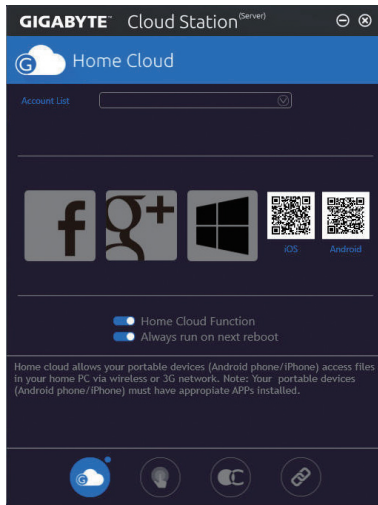 GIGABYTE™ Cloud Station (Server)
G Home Cloud
Account List
f g+
iOS Android
Home Cloud Function
Always run on next reboot
Home cloud allows your portable devices (Android phone/iPhone) access files
in your home PC via wireless or 3G network. Note: Your portable devices
(Android phone/iPhone) must have appropiate APPs installed.
G